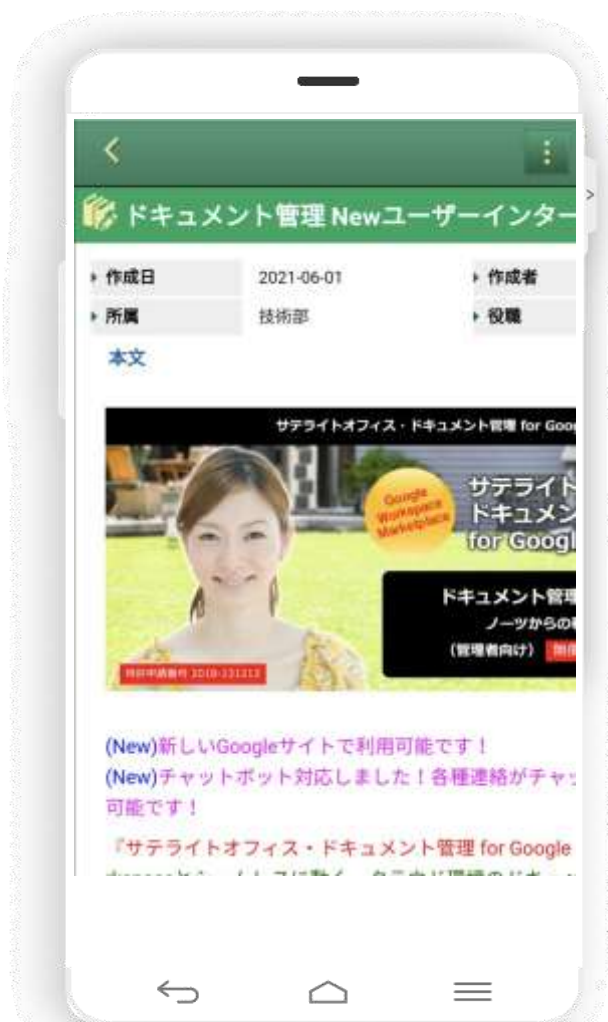 ドキュメント管理 Newユーザーインター
作成日 2021-06-01 作成者
所属 技術部 役職
本文
サテライトオフィス・ドキュメント管理 for Goo
Google Workspace Marketplace
サテライト
ドキュメン
for Googl
ドキュメント管理
ノーツからの
(管理者向け)
(New)新しいGoogleサイトで利用可能です!
(New)チャットボット対応しました!各種連絡がチャッ
可能です!
『サテライトオフィス・ドキュメント管理 for Google